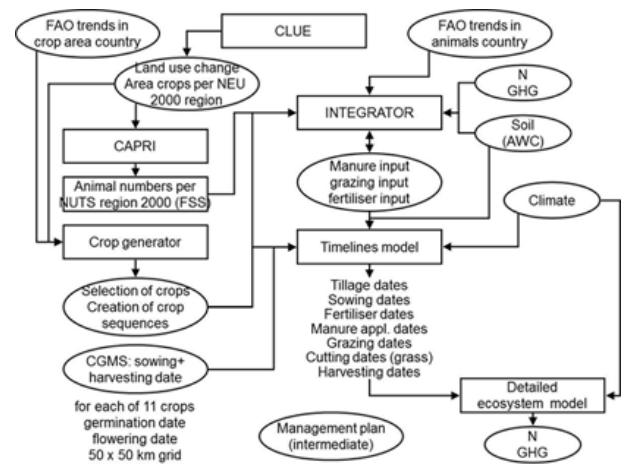 FAO trends in
crop area country
CLUE
FAO trends in
animals country
Land use change
Area crops per NEU
2000 region
N
GHG
INTEGRATOR
Soil
(AWC)
CAPRI
Manure input
grazing input
fertiliser input
Animal numbers per
NUTS region 2000 (FSS)
Climate
Crop generator
Timelines model
Selection of crops
Creation of crop
sequences
Tillage dates
Sowing dates
Fertiliser dates
Manure appl. dates
Grazing dates
Cutting dates (grass)
Harvesting dates
CGMS: sowing+
harvesting date
for each of 11 crops
germination date
flowering date
50 x 50 km grid
Management plan
(intermediate)
Detailed
ecosystem model
N
GHG